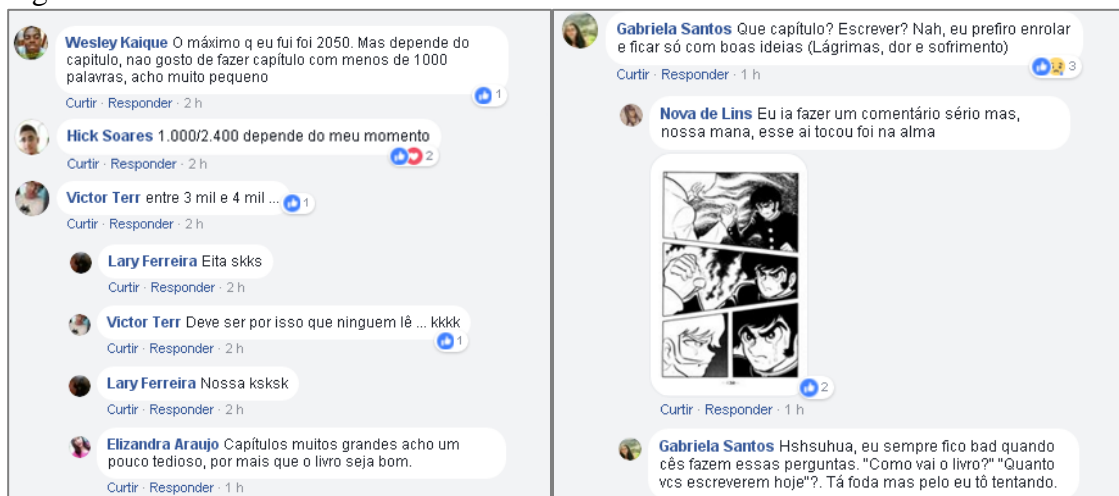 Wesley Kaique O máximo q eu fui foi 2050. Mas depende do
capitulo, nao gosto de fazer capítulo com menos de 1000
palavras, acho muito pequeno
Curtir · Responder · 2 h
1
Hick Soares 1.000/2.400 depende do meu momento
2
Curtir · Responder · 2 h
Victor Terr entre 3 mil e 4 mil ...
1
Curtir · Responder · 2 h
Lary Ferreira Eita skks
Curtir · Responder · 2 h
Victor Terr Deve ser por isso que ninguem lê ... kkkk
1
Curtir · Responder · 2 h
Lary Ferreira Nossa ksksk
Curtir · Responder · 2 h
Elizandra Araujo Capítulos muitos grandes acho um
pouco tedioso, por mais que o livro seja bom.
Curtir · Responder · 1 h
Gabriela Santos Que capítulo? Escrever? Nah, eu prefiro enrolar
e ficar só com boas ideias (Lágrimas, dor e sofrimento)
3
Curtir · Responder · 1 h
Nova de Lins Eu ia fazer um comentário sério mas,
nossa mana, esse ai tocou foi na alma
2
Curtir · Responder · 1 h
Gabriela Santos Hshsuhua, eu sempre fico bad quando
cês fazem essas perguntas. "Como vai o livro?" "Quanto
vcs escreverem hoje"?. Tá foda mas pelo eu tô tentando.